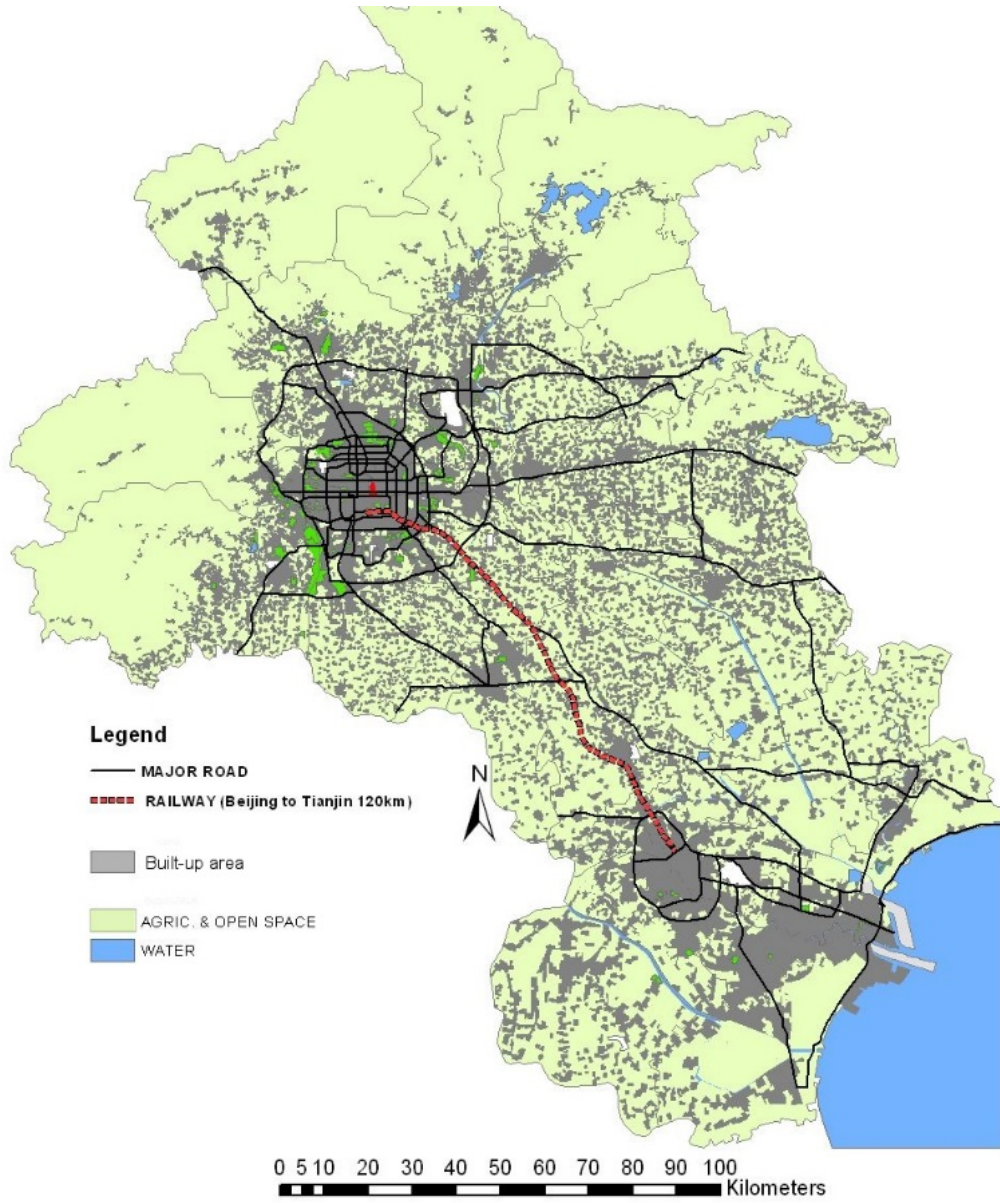 Legend
MAJOR ROAD
RAILWAY (Beijing to Tianjin 120km)
Built-up area
AGRIC. & OPEN SPACE
WATER
N
0 5 10 20 30 40 50 60 70 80 90 100
Kilometers